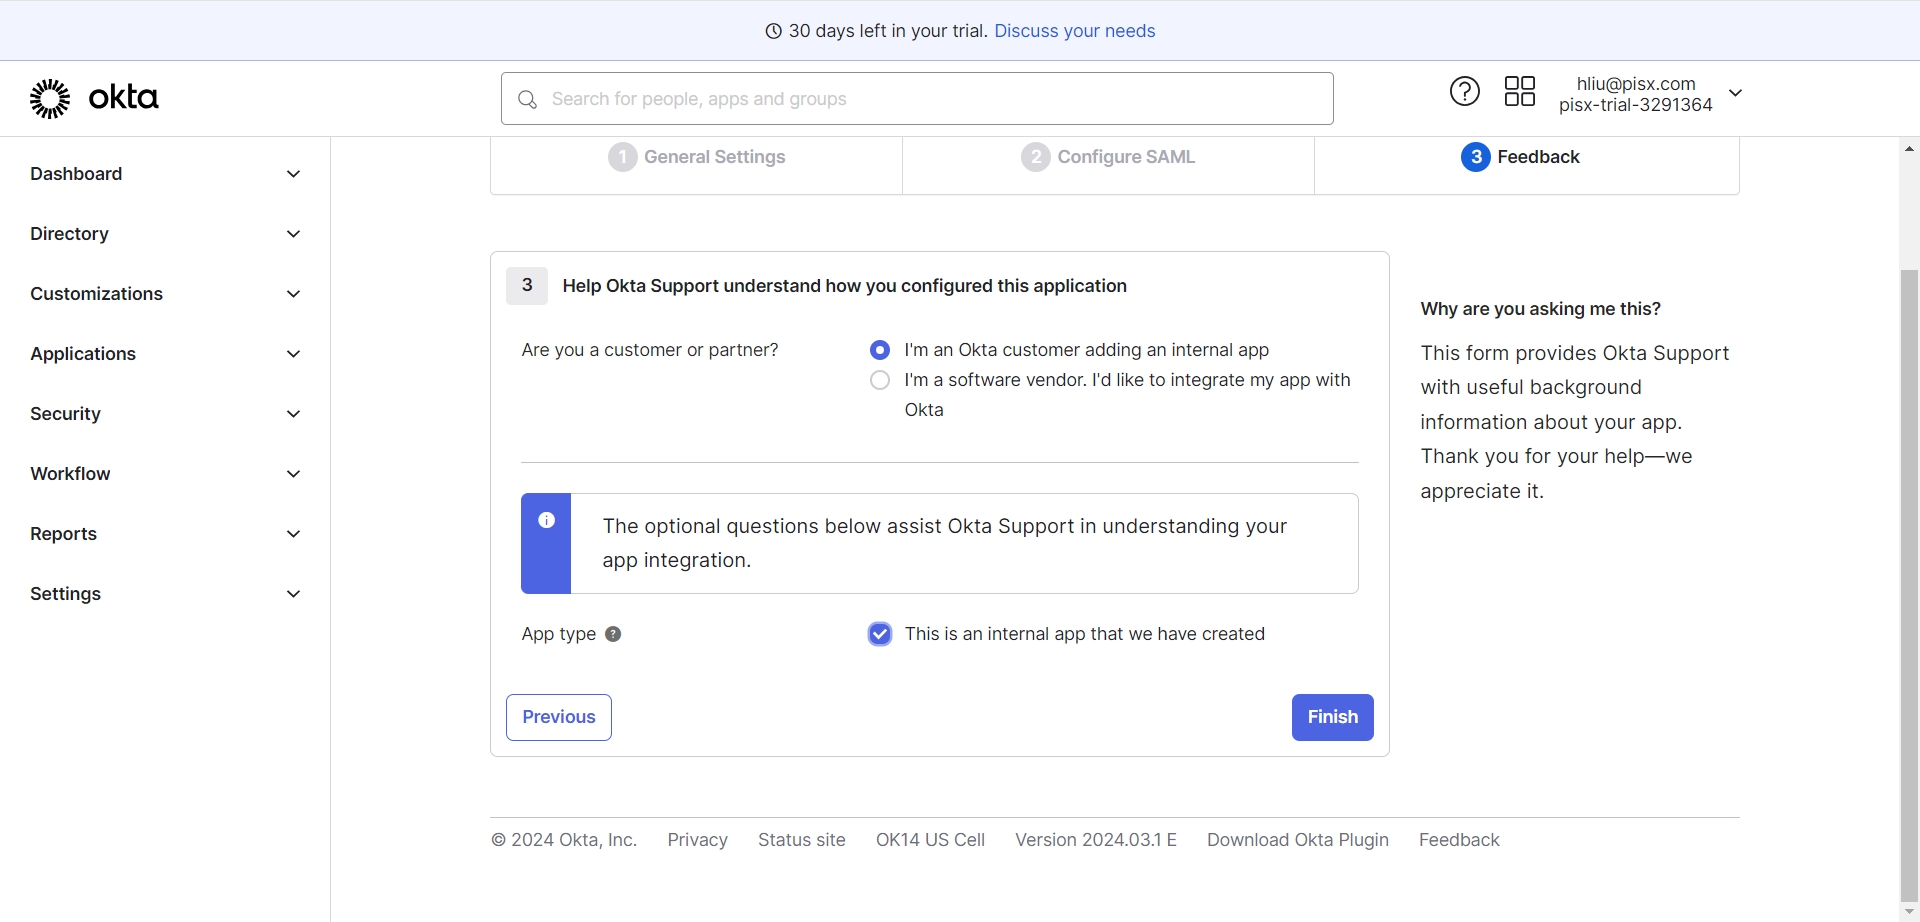 30 days left in your trial. Discuss your needs
okta
Search for people, apps and groups
?
hliu@pisx.com
pisx-trial-3291364
Dashboard
Directory
Customizations
Applications
Security
Workflow
Reports
Settings
1 General Settings
2 Configure SAML
3 Feedback
3 Help Okta Support understand how you configured this application
Are you a customer or partner?
I'm an Okta customer adding an internal app
I'm a software vendor. I'd like to integrate my app with
Okta
i
The optional questions below assist Okta Support in understanding your
app integration.
App type ?
This is an internal app that we have created
Previous
Finish
Why are you asking me this?
This form provides Okta Support
with useful background
information about your app.
Thank you for your help—we
appreciate it.
© 2024 Okta, Inc. Privacy Status site OK14 US Cell Version 2024.03.1 E Download Okta Plugin Feedback